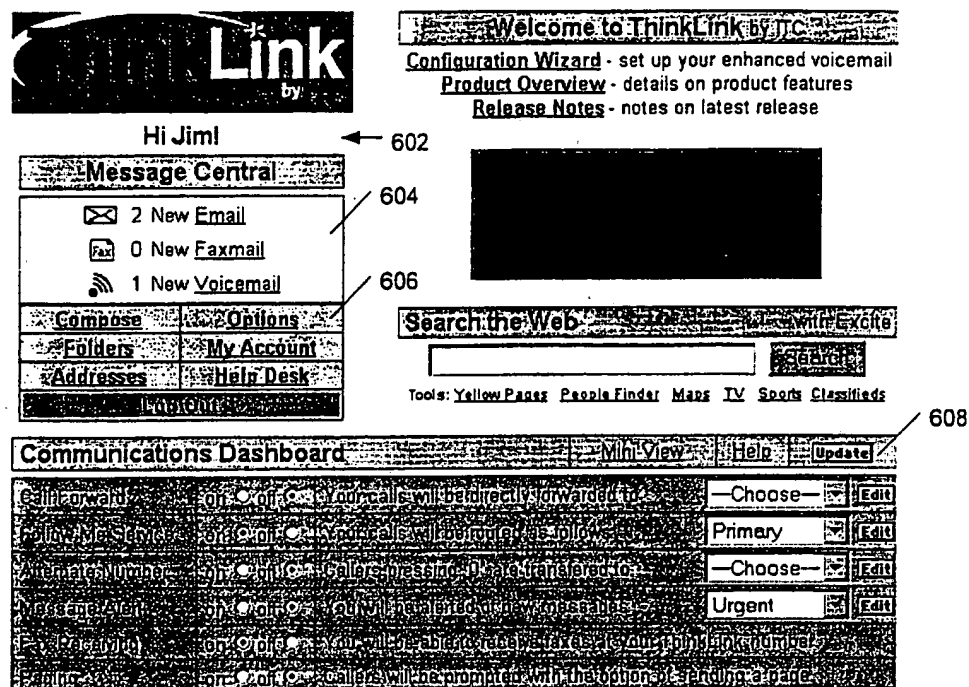 Think Link
by
Hi Jim!
602
Message Central
2 New Email
604
Fax
0 New Faxmail
1 New Voicemail
606
Compose Options
Folders My Account
Addresses Help Desk
Log Out
Welcome to ThinkLink by ITC
Configuration Wizard - set up your enhanced voicemail
Product Overview - details on product features
Release Notes - notes on latest release
Search the Web with Excite
Search
Tools: Yellow Pages People Finder Maps TV Sports Classifieds
608
Communications Dashboard Mini-View Help Update
Call Forward on off Your calls will be directly forwarded to —Choose— Edit
Follow Me Service on off Your calls will be routed as follows Primary Edit
Alternate Number on off Callers pressing 0 are transfered to —Choose— Edit
Message Alert on off You will be alerted of new messages Urgent Edit
Fax Receiving on off You will be able to receive faxes at your thinklink number
Paging on off Callers will be prompted with the option of sending a page